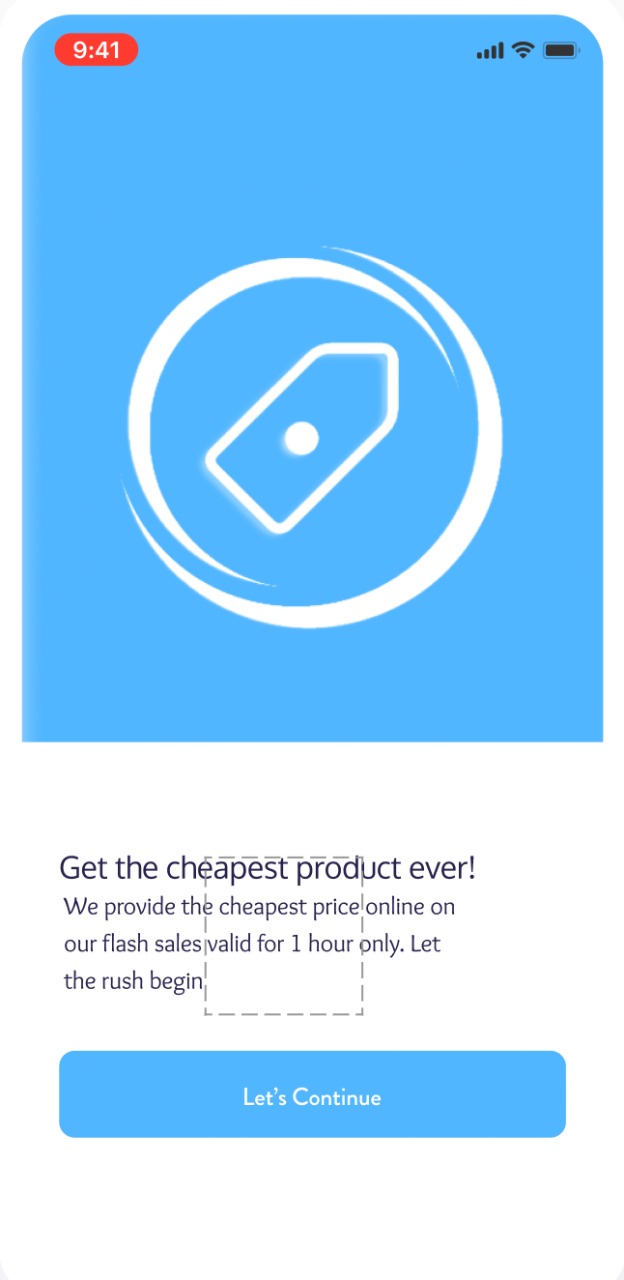 9:41
Get the cheapest product ever!
We provide the cheapest price online on
our flash sales valid for 1 hour only. Let
the rush begin
Let's Continue